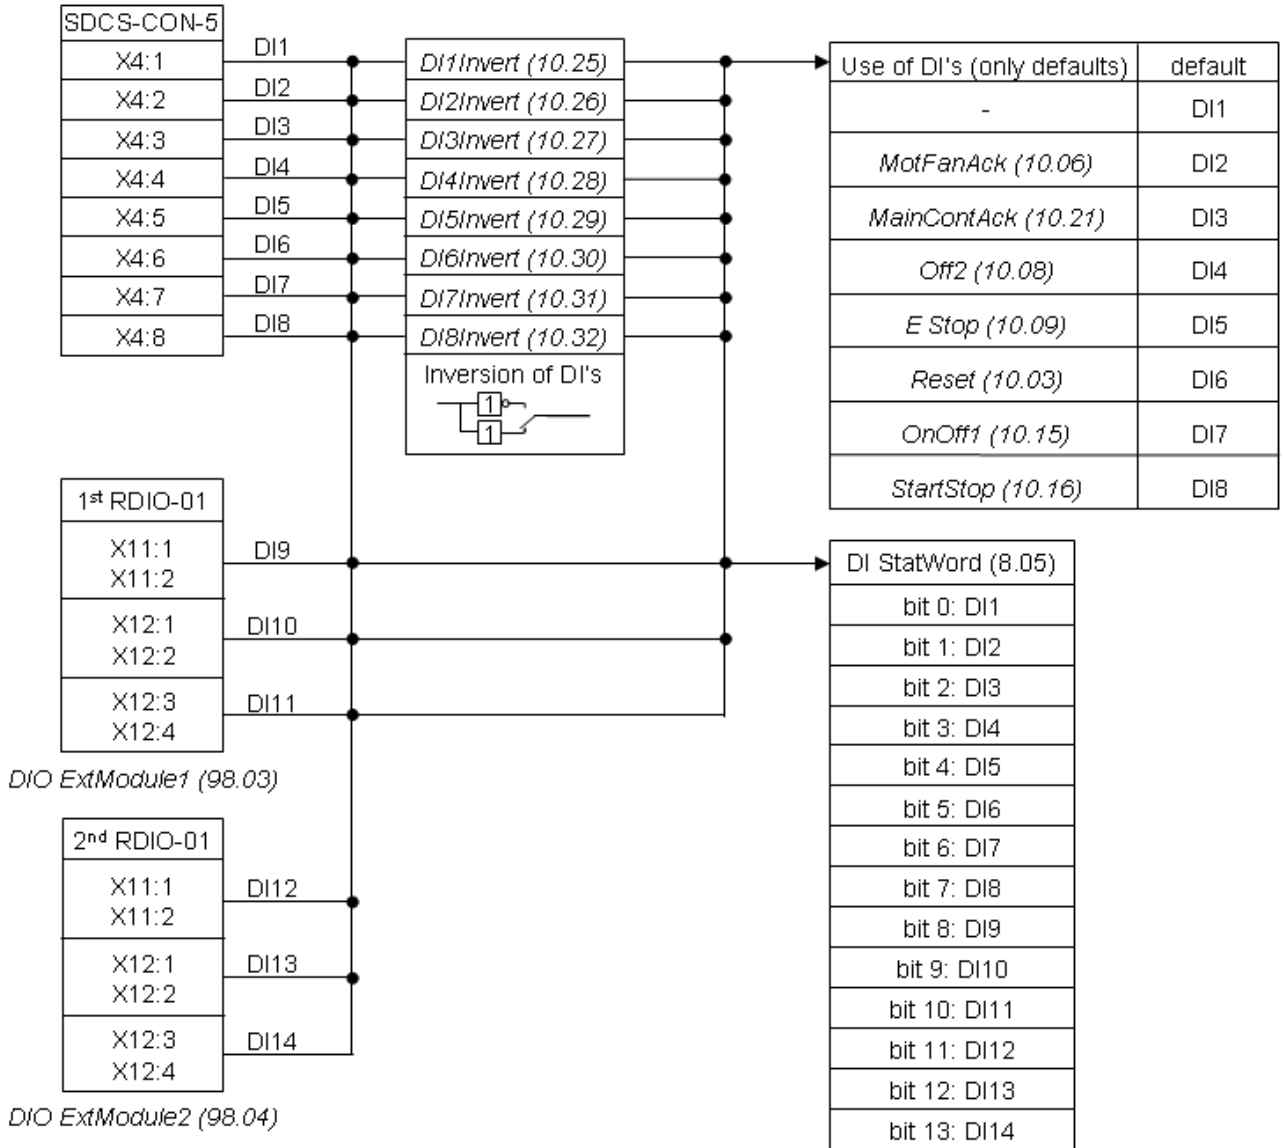 SDCS-CON-5
X4:1
X4:2
X4:3
X4:4
X4:5
X4:6
X4:7
X4:8
DI1
DI2
DI3
DI4
DI5
DI6
DI7
DI8
DI1Invert (10.25)
DI2Invert (10.26)
DI3Invert (10.27)
DI4Invert (10.28)
DI5Invert (10.29)
DI6Invert (10.30)
DI7Invert (10.31)
DI8Invert (10.32)
Inversion of DI's
1
1
Use of DI's (only defaults) default
- DI1
MotFanAck (10.06) DI2
MainContAck (10.21) DI3
Off2 (10.08) DI4
E Stop (10.09) DI5
Reset (10.03) DI6
OnOff1 (10.15) DI7
StartStop (10.16) DI8
1st RDIO-01
X11:1
X11:2
DI9
X12:1
X12:2
DI10
X12:3
X12:4
DI11
DIO ExtModule1 (98.03)
2nd RDIO-01
X11:1
X11:2
DI12
X12:1
X12:2
DI13
X12:3
X12:4
DI14
DIO ExtModule2 (98.04)
DI StatWord (8.05)
bit 0: DI1
bit 1: DI2
bit 2: DI3
bit 3: DI4
bit 4: DI5
bit 5: DI6
bit 6: DI7
bit 7: DI8
bit 8: DI9
bit 9: DI10
bit 10: DI11
bit 11: DI12
bit 12: DI13
bit 13: DI14